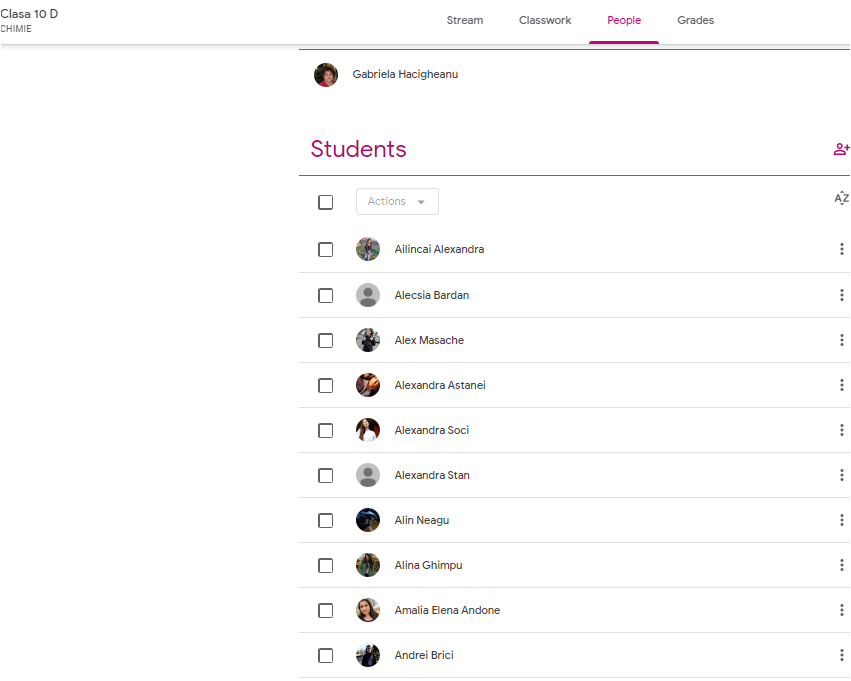 Clasa 10 D
CHIMIE
Stream Classwork People Grades
Gabriela Hacigheanu
Students
Actions
AZ
Ailincai Alexandra
Alecsia Bardan
Alex Masache
Alexandra Astanei
Alexandra Soci
Alexandra Stan
Alin Neagu
Alina Ghimpu
Amalia Elena Andone
Andrei Brici